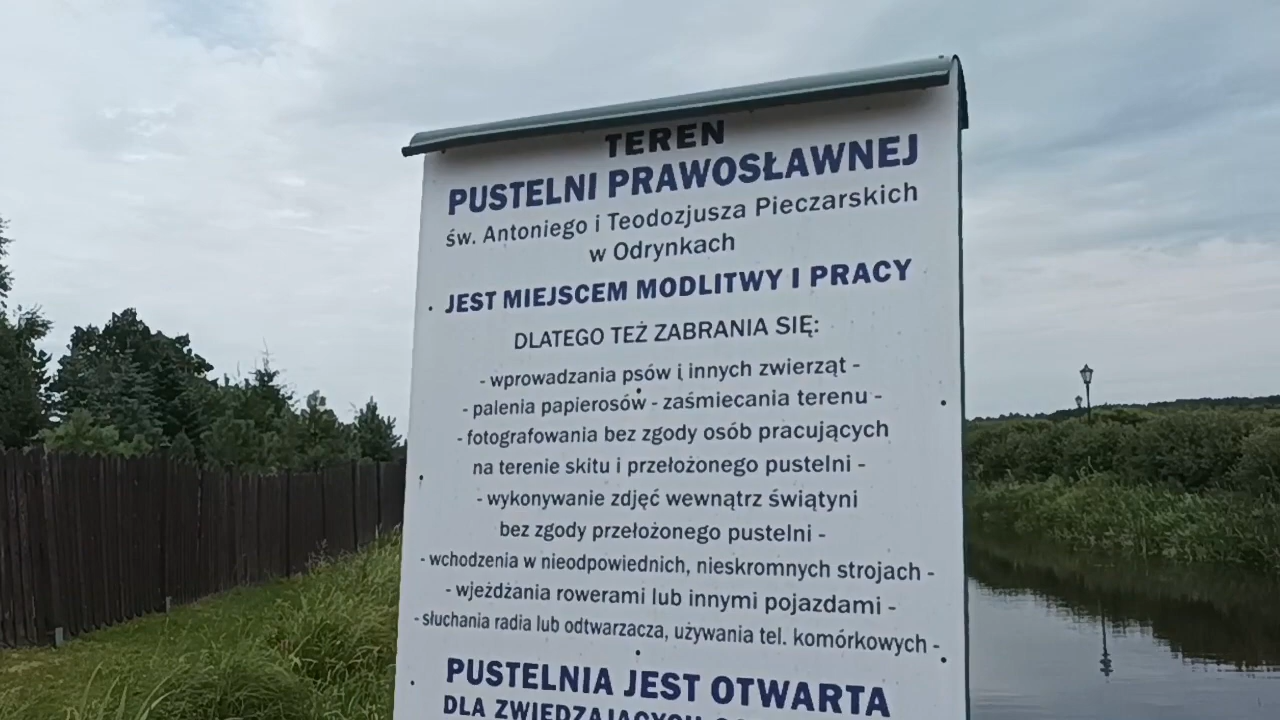 TEREN
PUSTELNI PRAWOSŁAWNEJ
św. Antoniego i Teodozjusza Pieczarskich
w Odrynkach
JEST MIEJSCEM MODLITWY I PRACY
DLATEGO TEŻ ZABRANIA SIĘ:
- wprowadzania psów i innych zwierząt -
- palenia papierosów - zaśmiecania terenu -
- fotografowania bez zgody osób pracujących
na terenie skitu i przełożonego pustelni -
- wykonywanie zdjęć wewnątrz świątyni
bez zgody przełożonego pustelni -
- wchodzenia w nieodpowiednich, nieskromnych strojach -
- wjeżdżania rowerami lub innymi pojazdami -
- słuchania radia lub odtwarzacza, używania tel. komórkowych -
PUSTELNIA JEST OTWARTA
DLA ZWIEDZAJĄCYCH